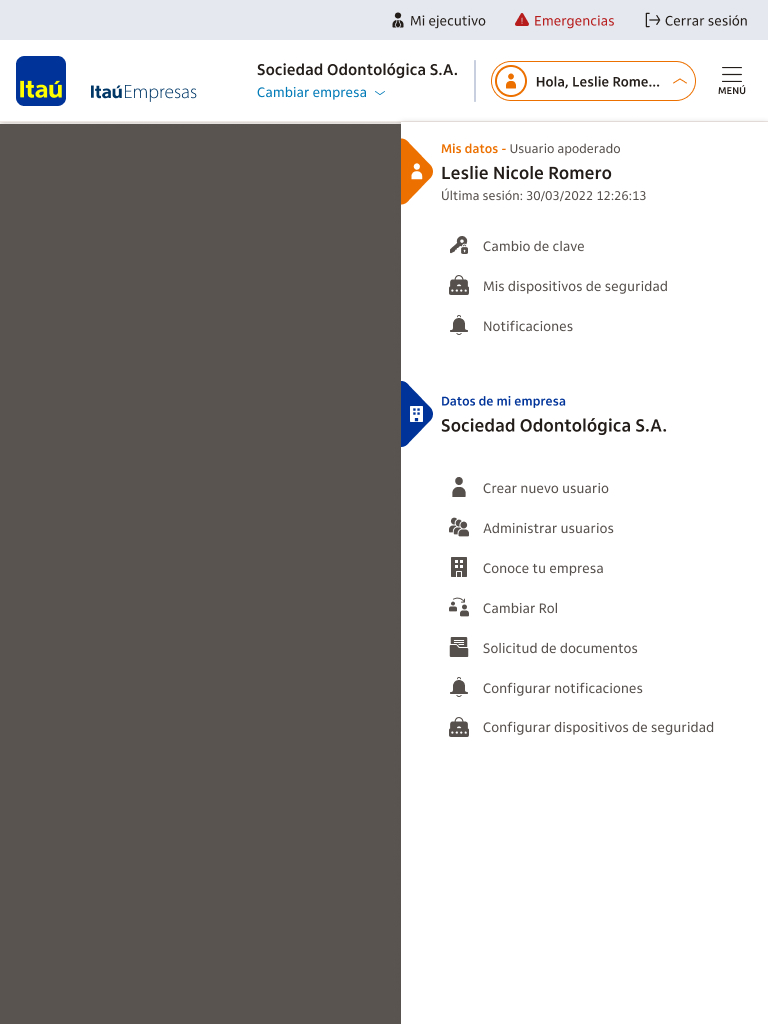 Mi ejecutivo
Emergencias
Cerrar sesión
Itaú
ItaúEmpresas
Sociedad Odontológica S.A.
Cambiar empresa
Hola, Leslie Rome...
MENÚ
Mis datos - Usuario apoderado
Leslie Nicole Romero
Última sesión: 30/03/2022 12:26:13
Cambio de clave
Mis dispositivos de seguridad
Notificaciones
Datos de mi empresa
Sociedad Odontológica S.A.
Crear nuevo usuario
Administrar usuarios
Conoce tu empresa
Cambiar Rol
Solicitud de documentos
Configurar notificaciones
Configurar dispositivos de seguridad